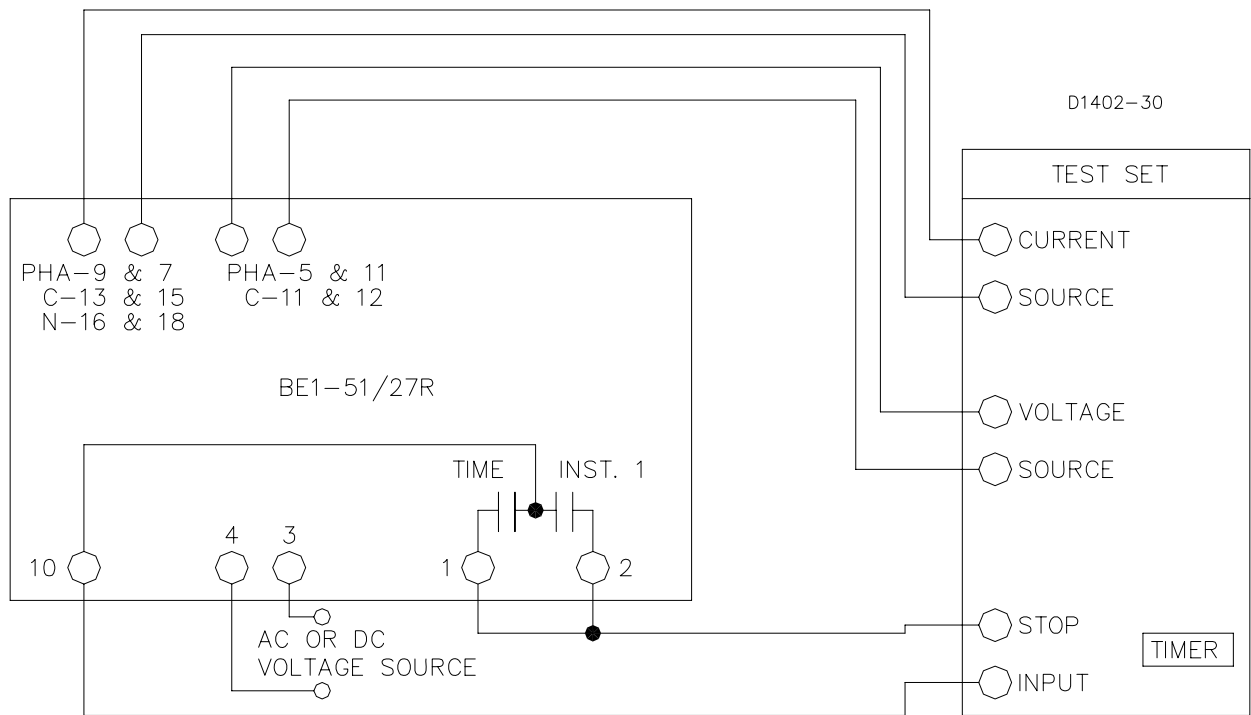 D1402-30
TEST SET
CURRENT
SOURCE
VOLTAGE
SOURCE
STOP
TIMER
INPUT
PHA-9 & 7
C-13 & 15
N-16 & 18
PHA-5 & 11
C-11 & 12
BE1-51/27R
TIME
INST. 1
10
4
3
1
2
AC OR DC
VOLTAGE SOURCE